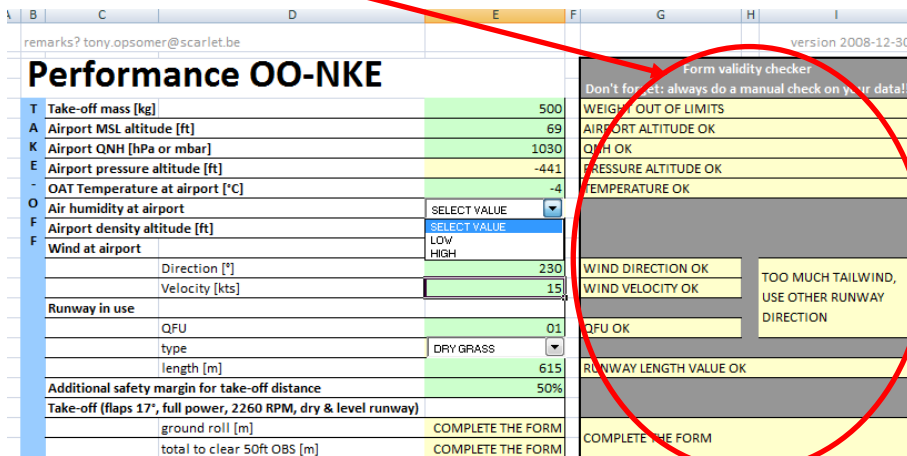 B C D E F G H I
remarks? tony.opsomer@scarlet.be version 2008-12-30
Performance OO-NKE Form validity checker
Don't forget: always do a manual check on your data!!
TAKE-OFF
Take-off mass [kg] 500 WEIGHT OUT OF LIMITS
Airport MSL altitude [ft] 69 AIRPORT ALTITUDE OK
Airport QNH [hPa or mbar] 1030 QNH OK
Airport pressure altitude [ft] -441 PRESSURE ALTITUDE OK
OAT Temperature at airport [°C] -4 TEMPERATURE OK
Air humidity at airport SELECT VALUE
Airport density altitude [ft] SELECT VALUE
LOW
Wind at airport HIGH
Direction [°] 230 WIND DIRECTION OK
Velocity [kts] 15 WIND VELOCITY OK
TOO MUCH TAILWIND,
USE OTHER RUNWAY
DIRECTION
Runway in use
QFU 01 QFU OK
type DRY GRASS
length [m] 615 RUNWAY LENGTH VALUE OK
Additional safety margin for take-off distance 50%
Take-off (flaps 17°, full power, 2260 RPM, dry & level runway)
ground roll [m] COMPLETE THE FORM
COMPLETE THE FORM
total to clear 50ft OBS [m] COMPLETE THE FORM